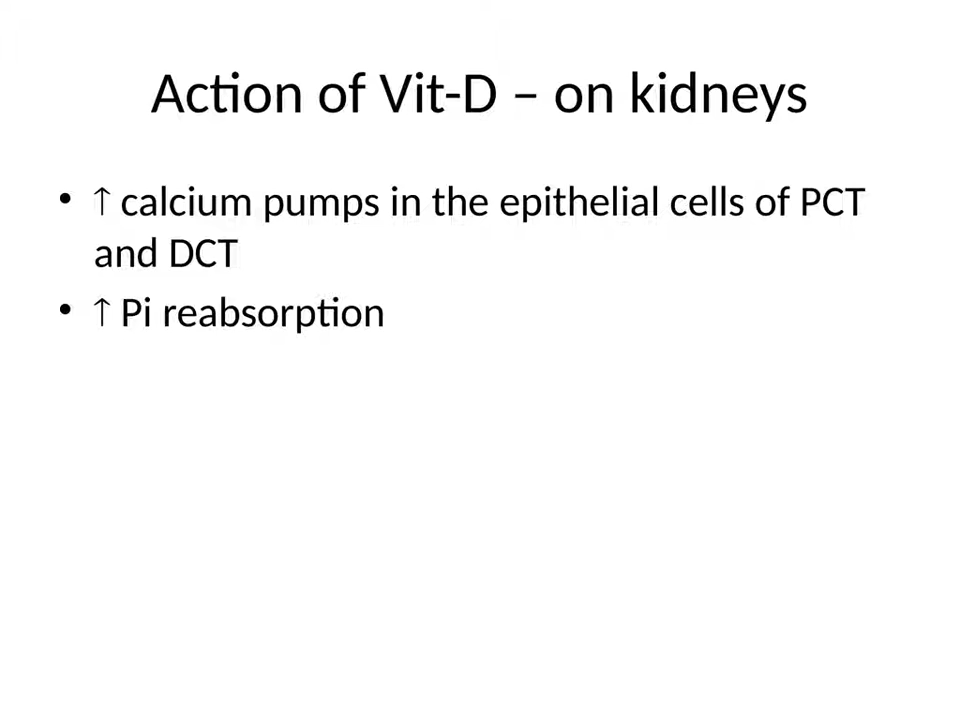 Action of Vit-D – on kidneys
• ↑ calcium pumps in the epithelial cells of PCT
and DCT
• ↑ Pi reabsorption